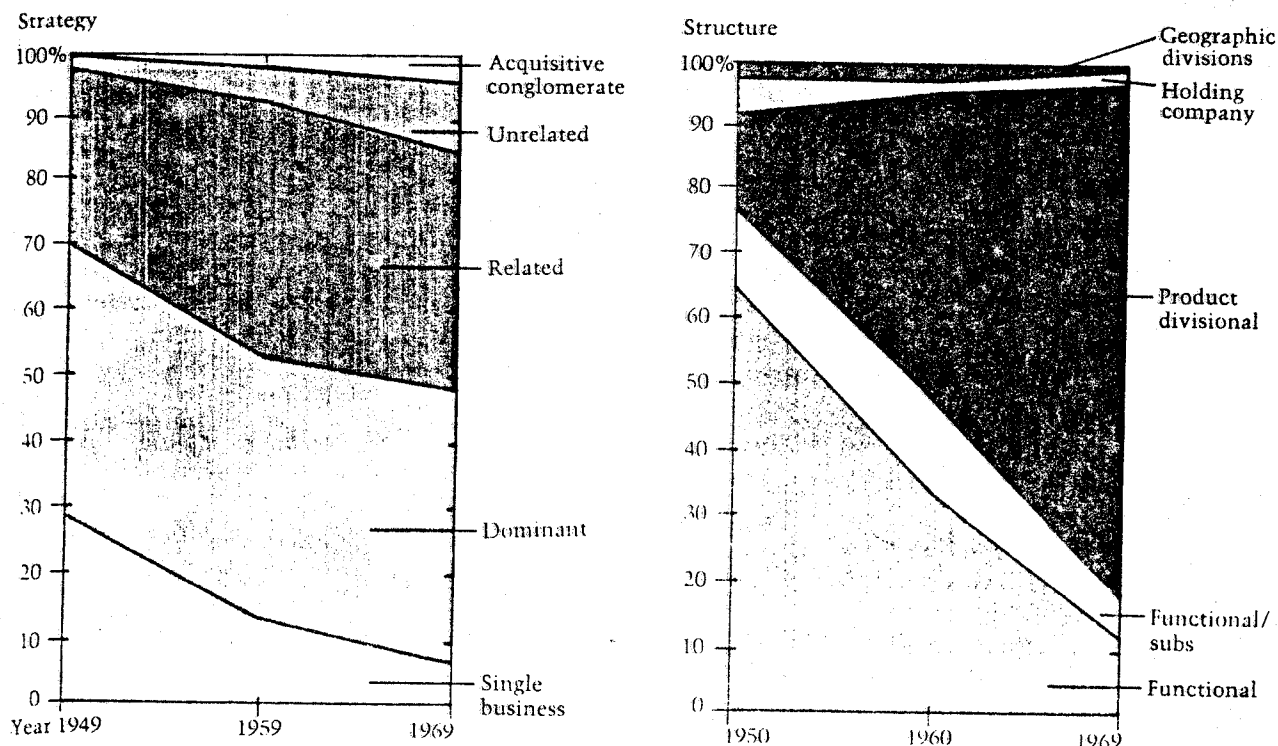 Strategy
100%
90
80
70
60
50
40
30
20
10
0
Year 1949
1959
1969
Acquisitive
conglomerate
Unrelated
Related
Dominant
Single
business
Structure
100%
90
80
70
60
50
40
30
20
10
0
1950
1960
1969
Geographic
divisions
Holding
company
Product
divisional
Functional/
subs
Functional